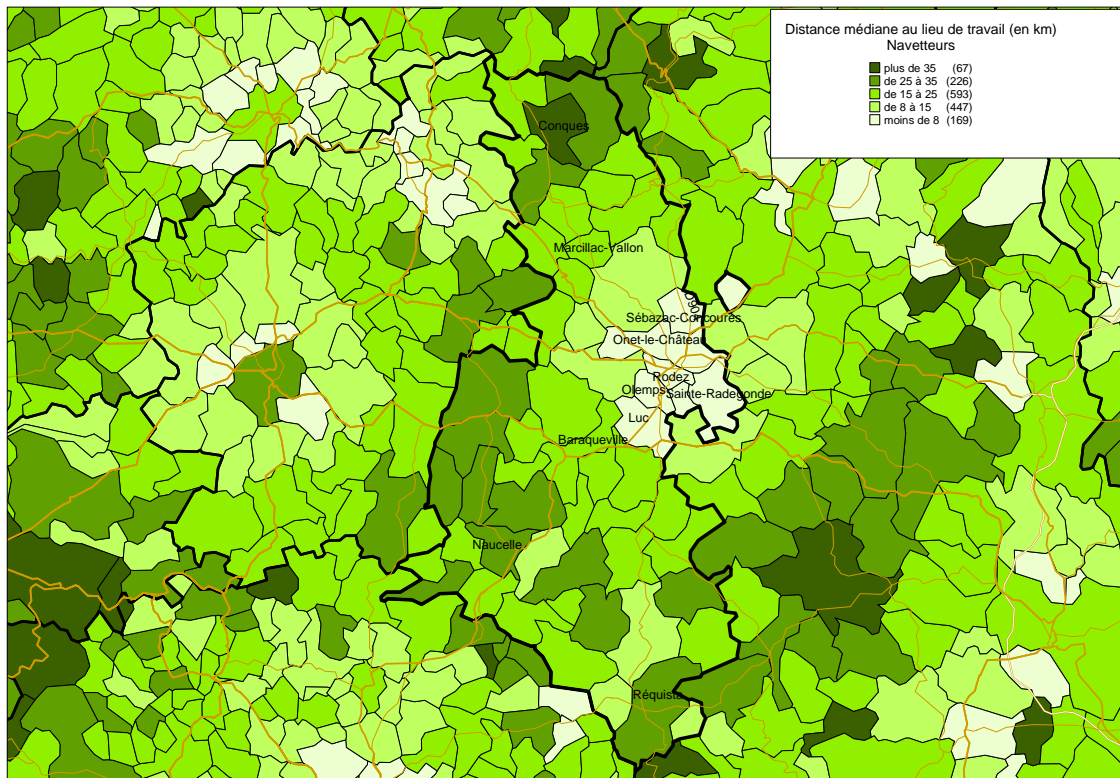 Distance médiane au lieu de travail (en km)
Navetteurs
plus de 35 (67)
de 25 à 35 (226)
de 15 à 25 (593)
de 8 à 15 (447)
moins de 8 (169)
Conques
Marcillac-Vallon
Sébazac-Concourès
Onet-le-Château
Rodez
Olemps
Sainte-Radegonde
Luc
Baraqueville
Naucelle
Réquista